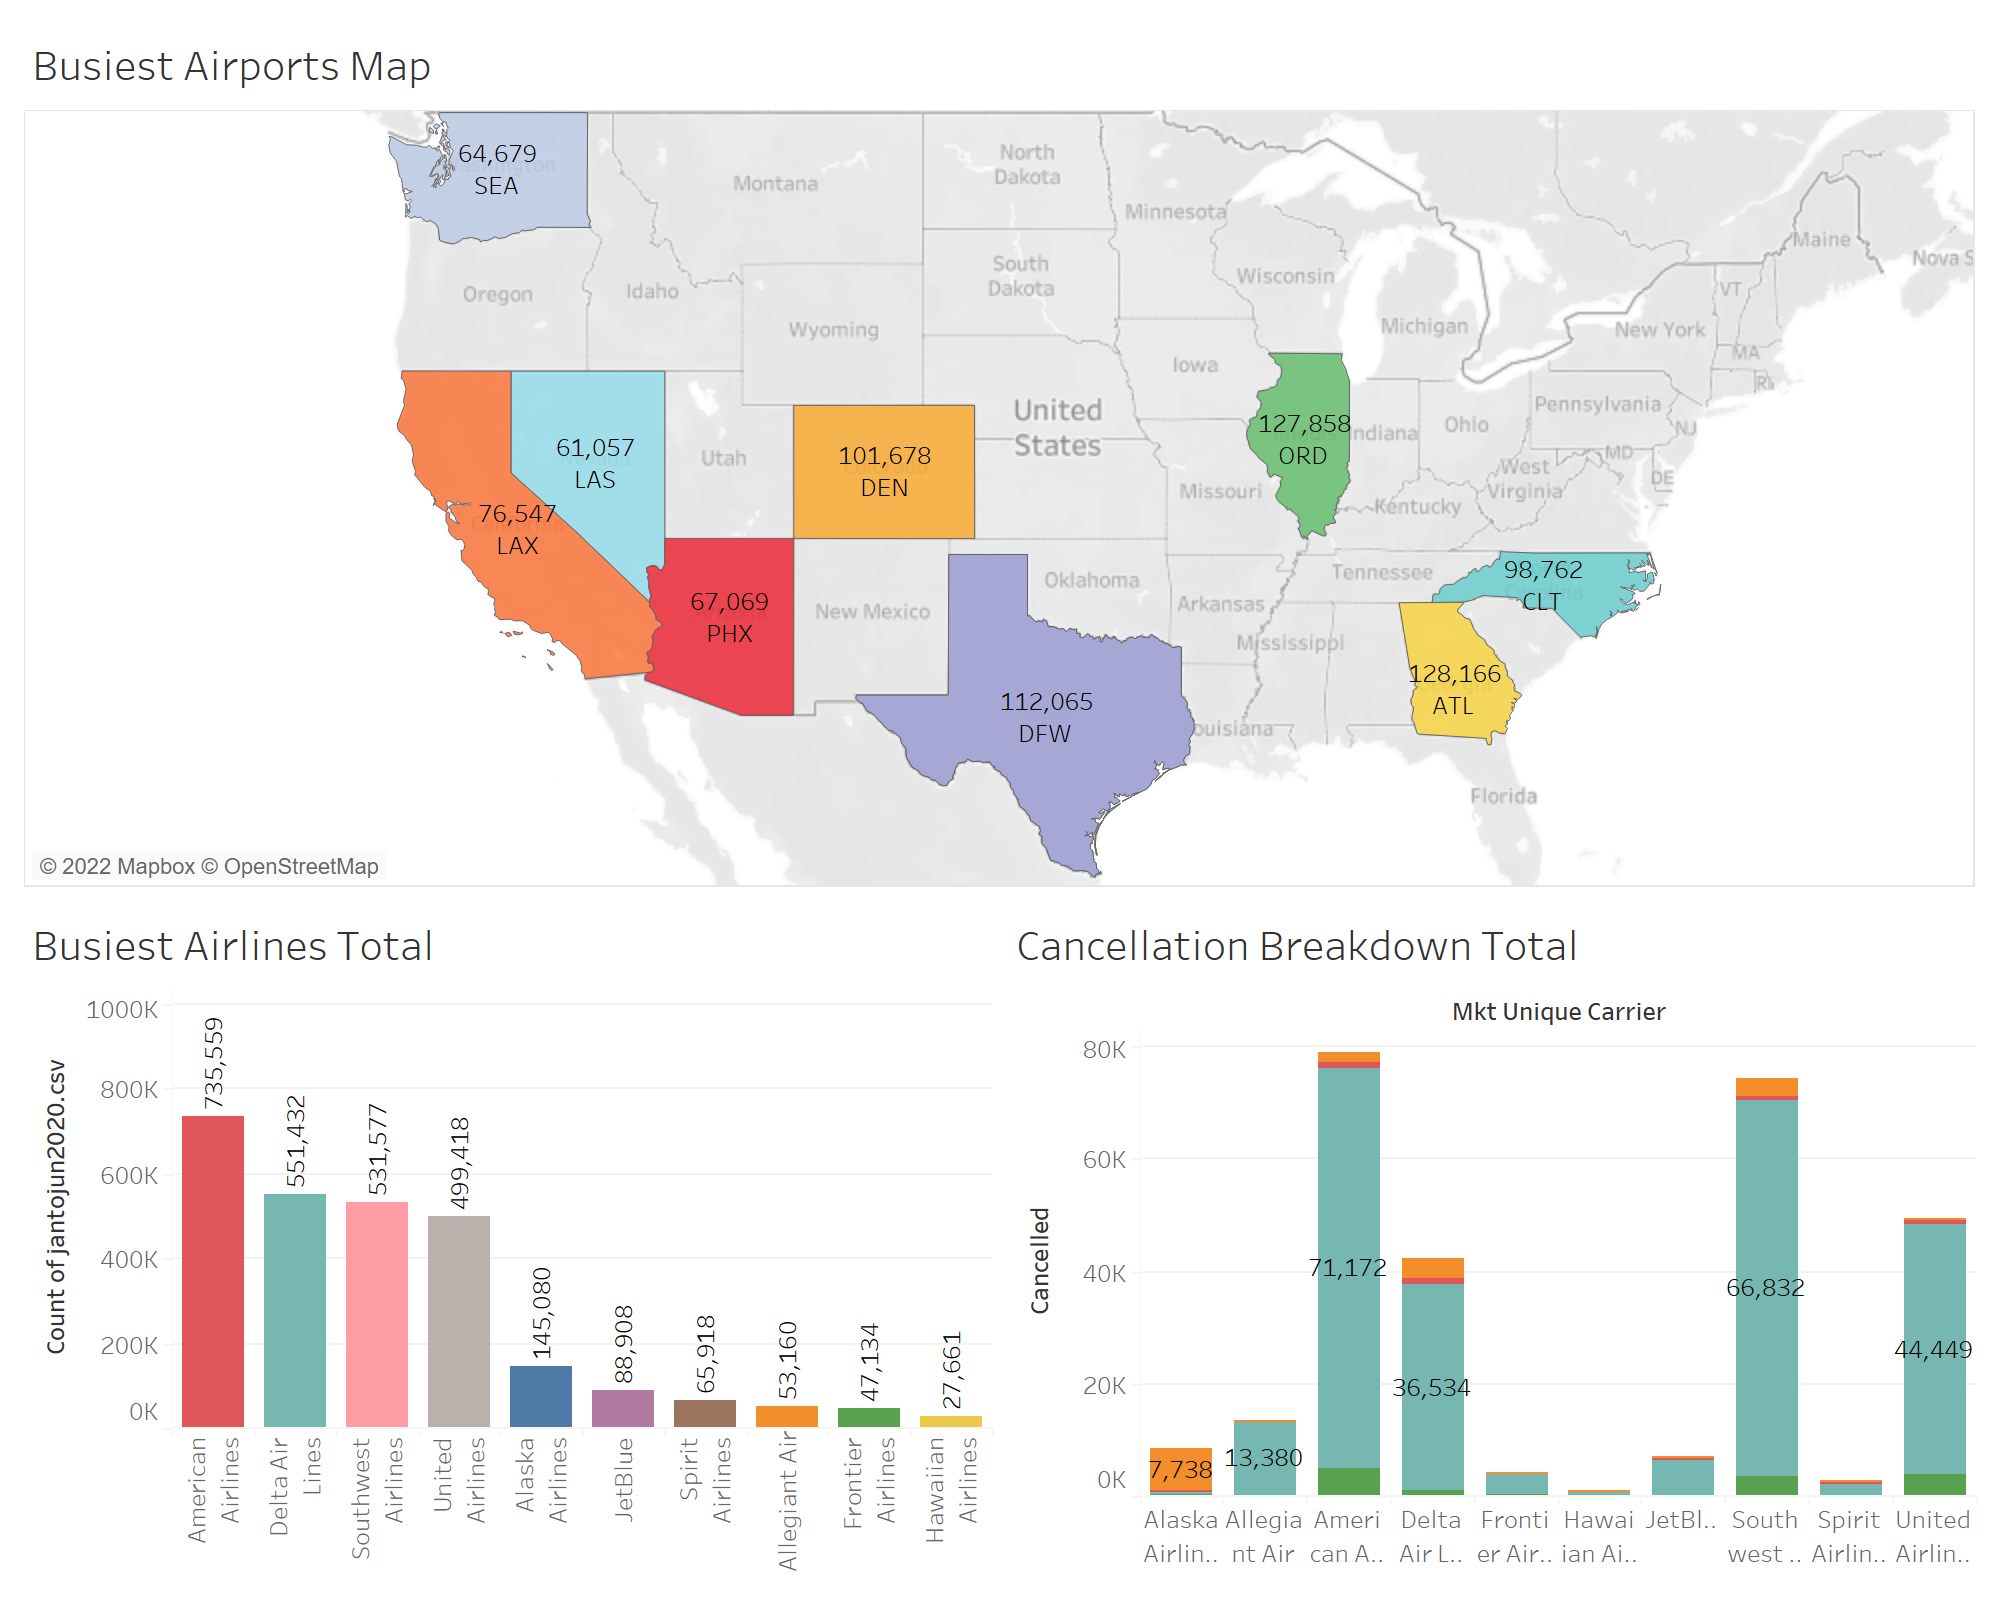 Busiest Airports Map
64,679
SEA
Montana
North
Dakota
Minnesota
Maine
Nova S
Oregon
Idaho
South
Dakota
Wisconsin
VT
Wyoming
Michigan
New York
MA
RI
Iowa
United
States
Pennsylvania
NJ
Ohio
127,858
ORD
Indiana
61,057
LAS
Utah
101,678
DEN
MD
DE
West
Virginia
Missouri
Kentucky
76,547
LAX
Oklahoma
Tennessee
98,762
CLT
67,069
PHX
New Mexico
Arkansas
Mississippi
128,166
ATL
112,065
DFW
ouisiana
Florida
© 2022 Mapbox © OpenStreetMap
Busiest Airlines Total
Count of jantojun2020.csv
1000K
800K
600K
400K
200K
0K
735,559
551,432
531,577
499,418
145,080
88,908
65,918
53,160
47,134
27,661
American
Airlines
Delta Air
Lines
Southwest
Airlines
United
Airlines
Alaska
Airlines
JetBlue
Spirit
Airlines
Allegiant Air
Frontier
Airlines
Hawaiian
Airlines
Cancellation Breakdown Total
Mkt Unique Carrier
Cancelled
80K
60K
40K
20K
0K
7,738
13,380
71,172
36,534
66,832
44,449
Alaska
Airlin..
Allegia
nt Air
Ameri
can A..
Delta
Air L..
Fronti
er Air..
Hawai
ian Ai..
JetBl..
South
west ..
Spirit
Airlin..
United
Airlin..